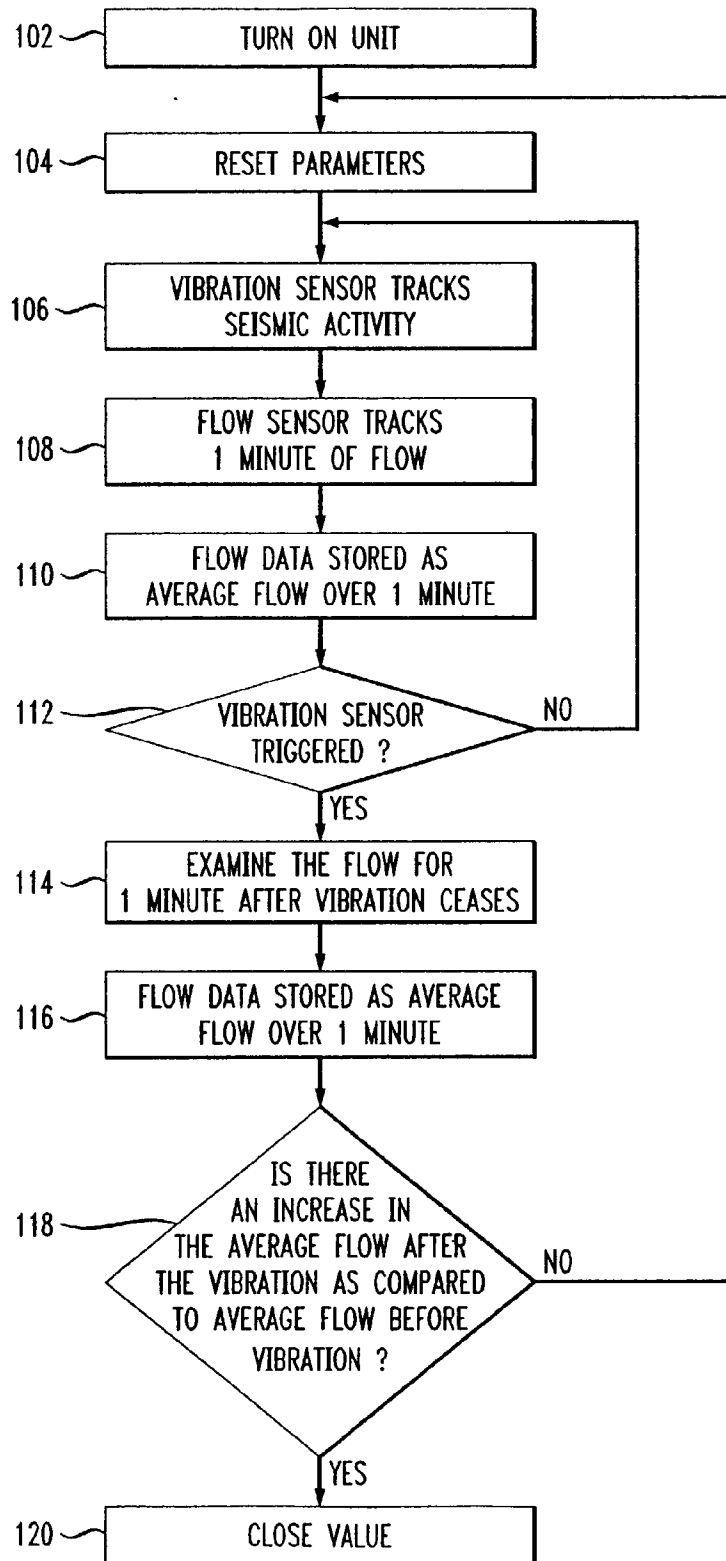 102
TURN ON UNIT
104
RESET PARAMETERS
106
VIBRATION SENSOR TRACKS
SEISMIC ACTIVITY
108
FLOW SENSOR TRACKS
1 MINUTE OF FLOW
110
FLOW DATA STORED AS
AVERAGE FLOW OVER 1 MINUTE
112
VIBRATION SENSOR
TRIGGERED ?
NO
YES
114
EXAMINE THE FLOW FOR
1 MINUTE AFTER VIBRATION CEASES
116
FLOW DATA STORED AS AVERAGE
FLOW OVER 1 MINUTE
118
IS THERE
AN INCREASE IN
THE AVERAGE FLOW AFTER
THE VIBRATION AS COMPARED
TO AVERAGE FLOW BEFORE
VIBRATION ?
NO
YES
120
CLOSE VALUE